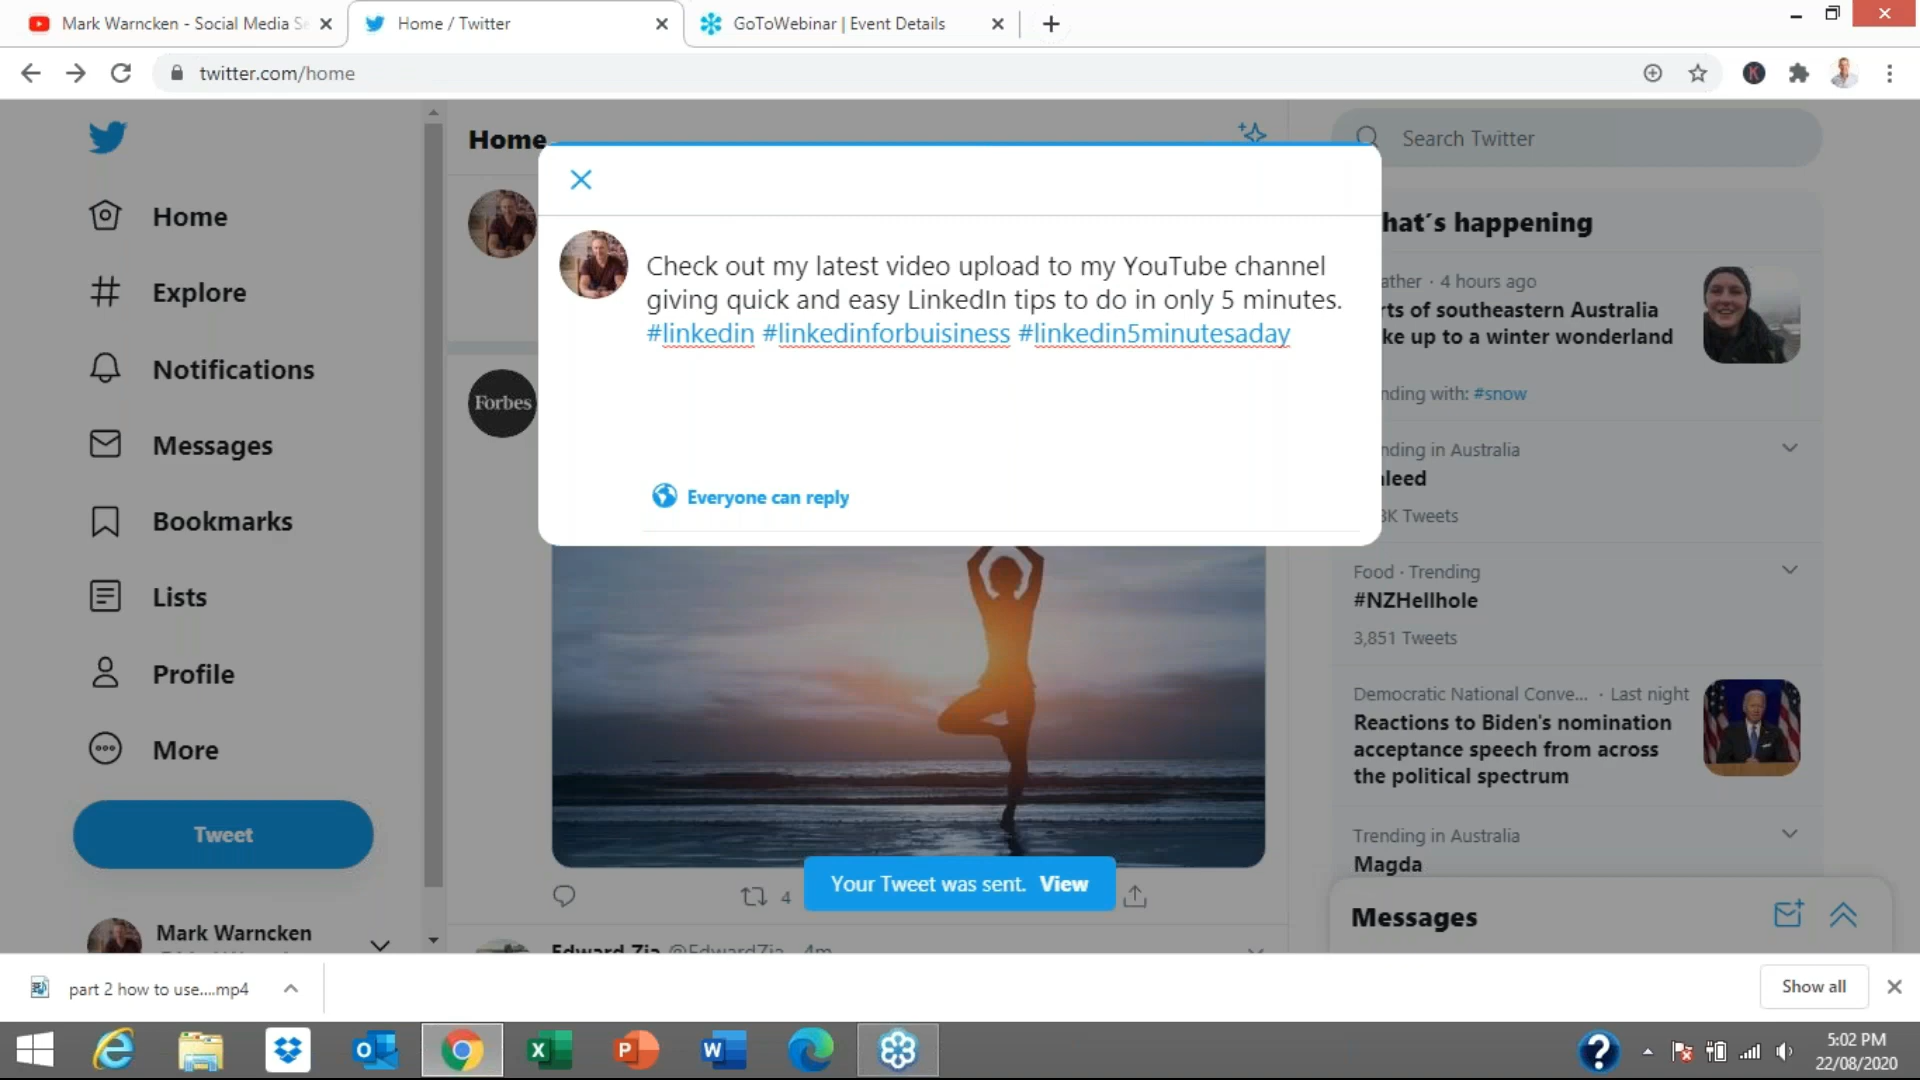 Mark Warncken - Social Media S
Home / Twitter
GoToWebinar | Event Details
twitter.com/home
Home
Explore
Notifications
Messages
Bookmarks
Lists
Profile
More
Tweet
Mark Warncken
Home
Forbes
Check out my latest video upload to my YouTube channel
giving quick and easy LinkedIn tips to do in only 5 minutes.
#linkedin #linkedinforbuisiness #linkedin5minutesaday
Everyone can reply
4
Your Tweet was sent. View
Edward Zia @EdwardZia 4m
Search Twitter
hat's happening
ather · 4 hours ago
rts of southeastern Australia
ke up to a winter wonderland
nding with: #snow
nding in Australia
leed
3K Tweets
Food · Trending
#NZHellhole
3,851 Tweets
Democratic National Conve... · Last night
Reactions to Biden's nomination
acceptance speech from across
the political spectrum
Trending in Australia
Magda
Messages
part 2 how to use....mp4
Show all
5:02 PM
22/08/2020